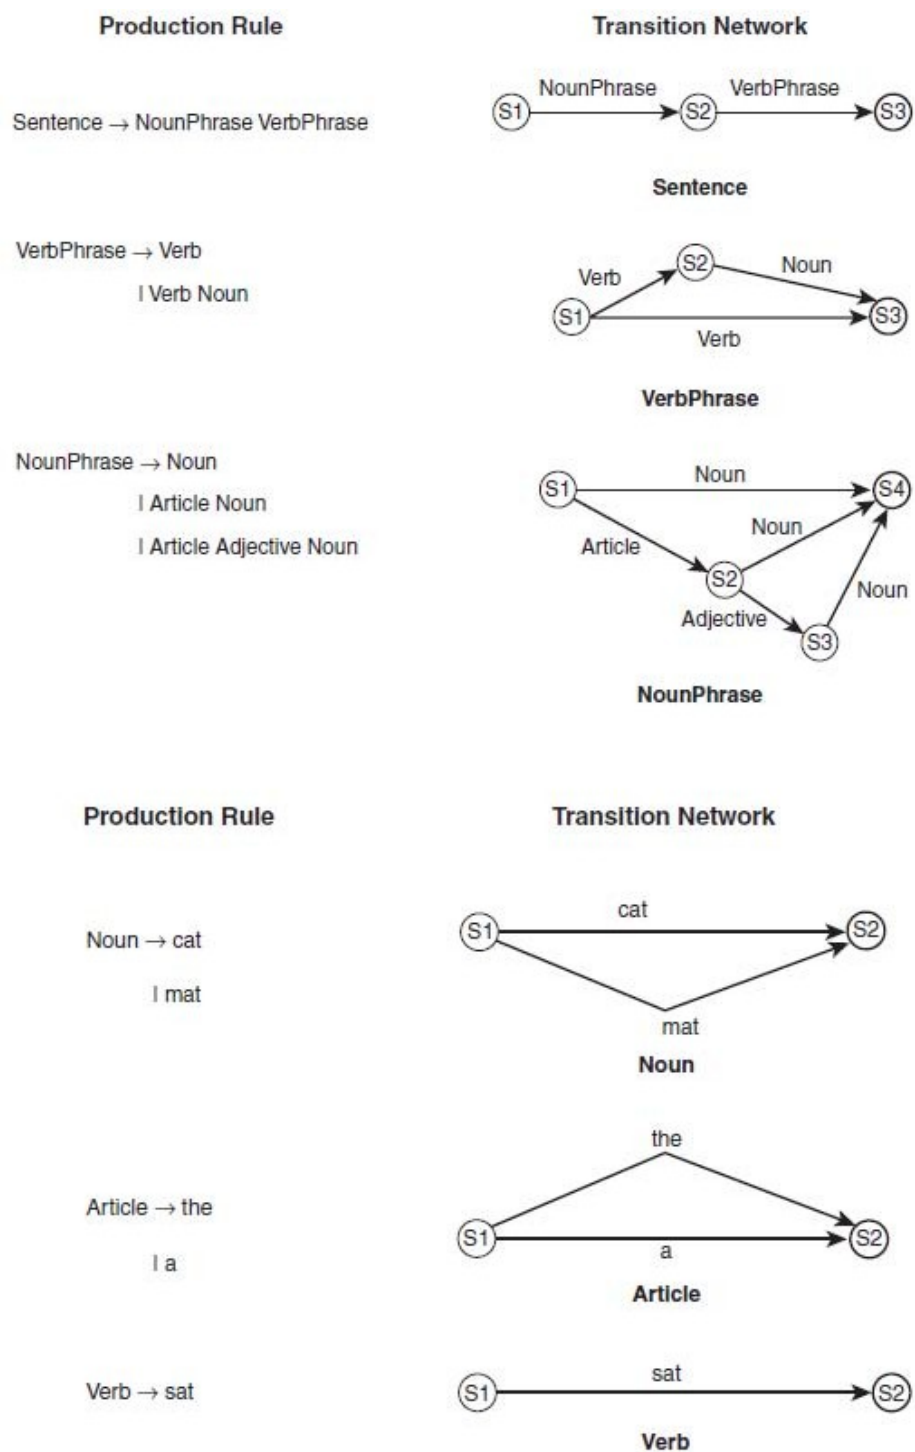 Production Rule Transition Network
Sentence → NounPhrase VerbPhrase
NounPhrase VerbPhrase
S1 S2 S3
Sentence
VerbPhrase → Verb
| Verb Noun
Verb S2 Noun
S1 S3
Verb
VerbPhrase
NounPhrase → Noun
| Article Noun
| Article Adjective Noun
S1 Noun S4
Article Noun
S2 Noun
Adjective S3
NounPhrase
Production Rule Transition Network
Noun → cat
| mat
cat
S1 S2
mat
Noun
Article → the
| a
the
S1 S2
a
Article
Verb → sat
sat
S1 S2
Verb